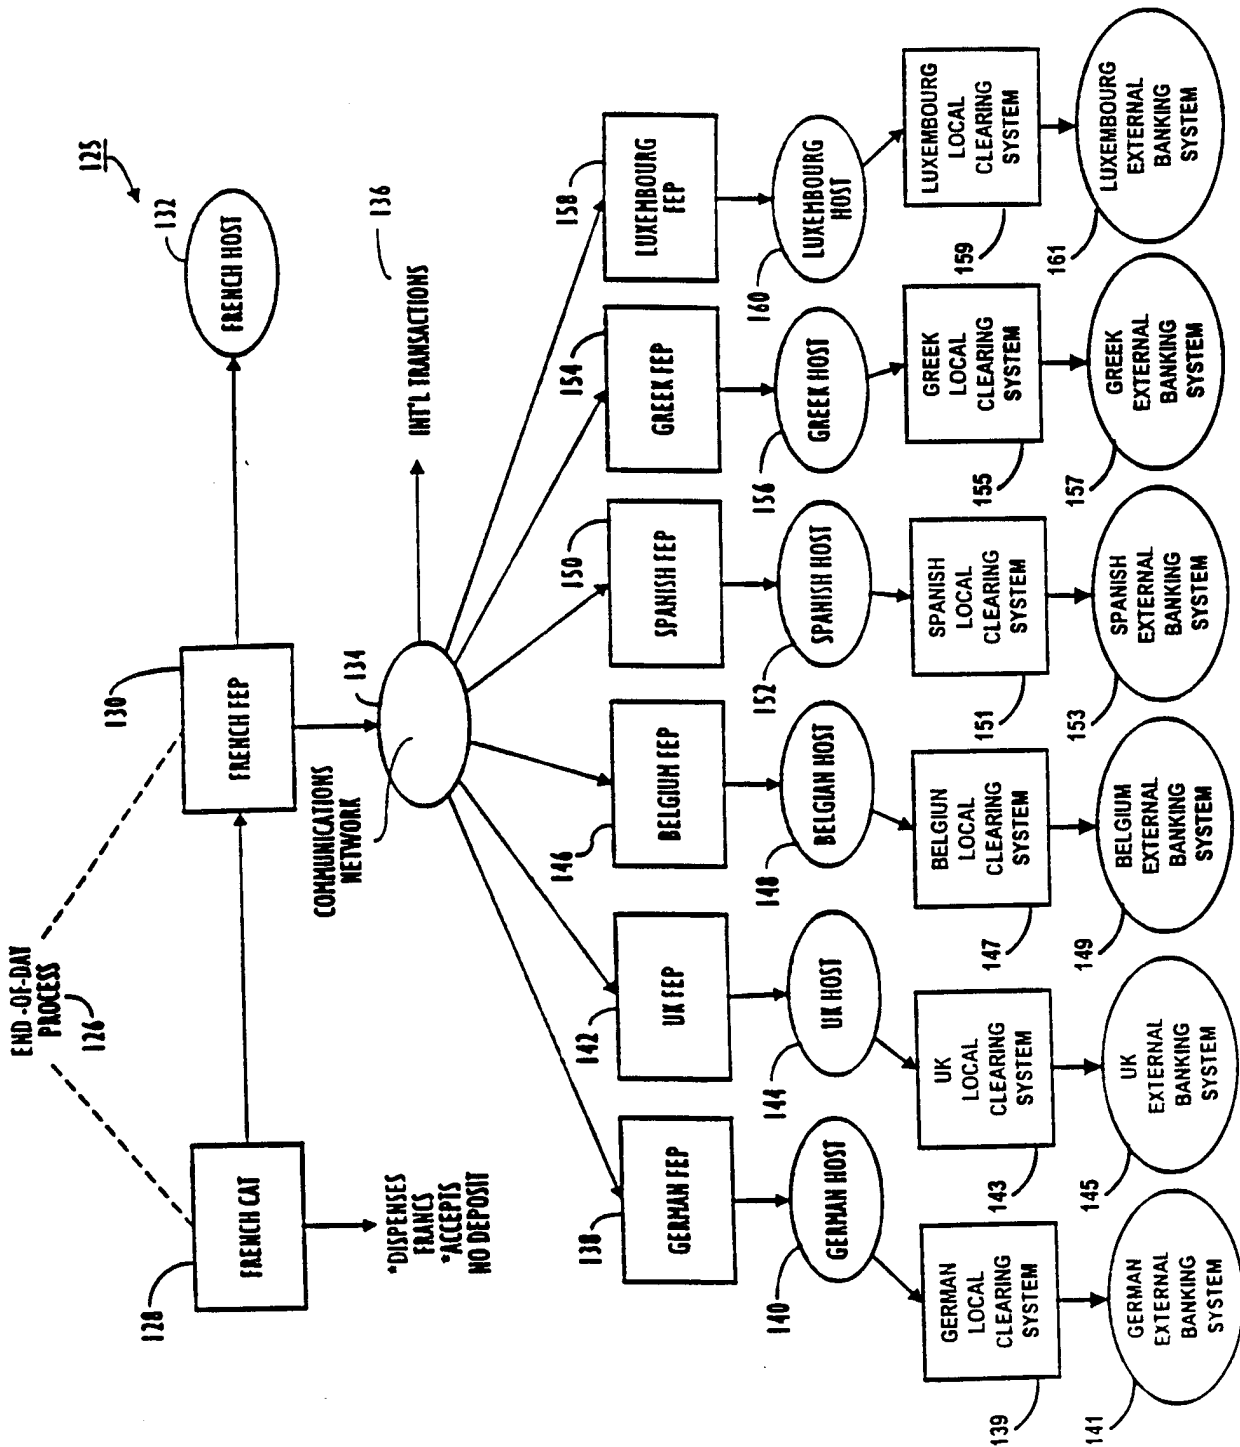 125
END-OF-DAY
PROCESS
126
128
FRENCH CAT
130
FRENCH FEP
132
FRENCH HOST
*DISPENSES
FRANCS
*ACCEPTS
NO DEPOSIT
COMMUNICATIONS
NETWORK
134
INT'L TRANSACTIONS
136
138
GERMAN FEP
142
UK FEP
146
BELGIUM FEP
150
SPANISH FEP
154
GREEK FEP
158
LUXEMBOURG
FEP
140
GERMAN HOST
144
UK HOST
148
BELGIAN HOST
152
SPANISH HOST
156
GREEK HOST
160
LUXEMBOURG
HOST
139
GERMAN
LOCAL
CLEARING
SYSTEM
143
UK
LOCAL
CLEARING
SYSTEM
147
BELGIUN
LOCAL
CLEARING
SYSTEM
151
SPANISH
LOCAL
CLEARING
SYSTEM
155
GREEK
LOCAL
CLEARING
SYSTEM
159
LUXEMBOURG
LOCAL
CLEARING
SYSTEM
141
GERMAN
EXTERNAL
BANKING
SYSTEM
145
UK
EXTERNAL
BANKING
SYSTEM
149
BELGIUM
EXTERNAL
BANKING
SYSTEM
153
SPANISH
EXTERNAL
BANKING
SYSTEM
157
GREEK
EXTERNAL
BANKING
SYSTEM
161
LUXEMBOURG
EXTERNAL
BANKING
SYSTEM